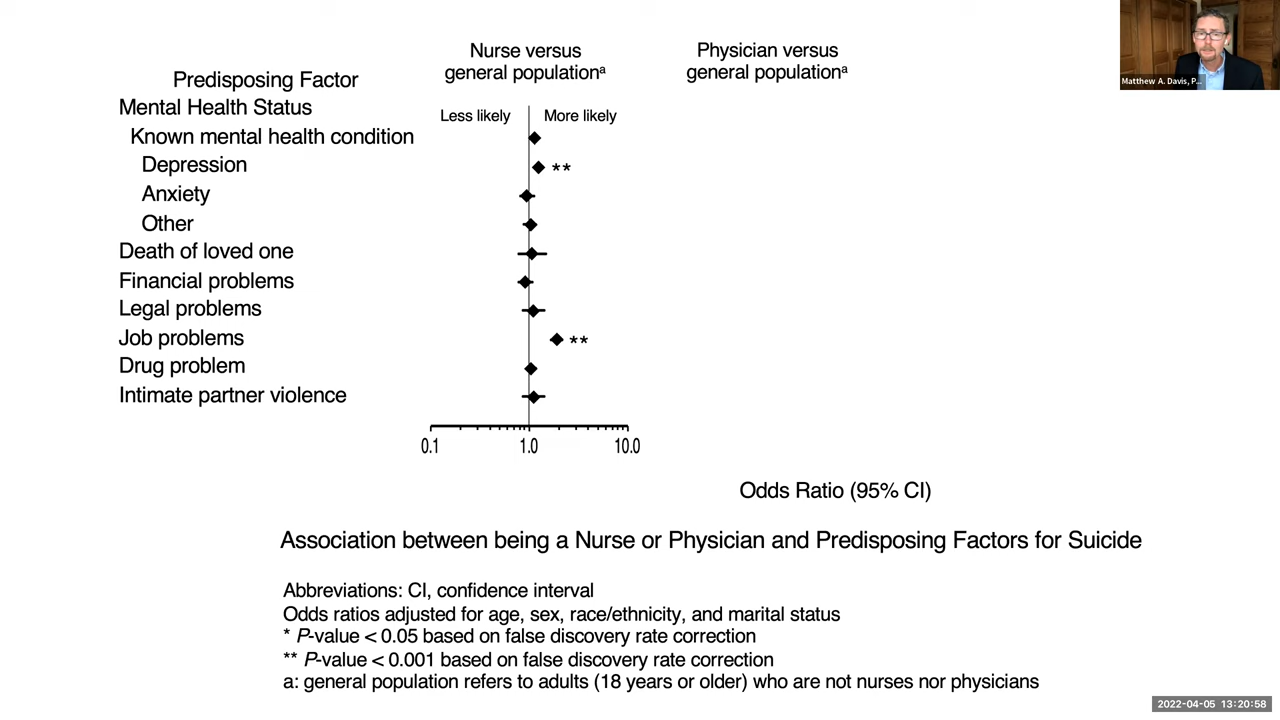 Nurse versus
general populationᵃ
Physician versus
general populationᵃ
Predisposing Factor
Mental Health Status
Less likely
More likely
Known mental health condition
Depression
**
Anxiety
Other
Death of loved one
Financial problems
Legal problems
Job problems
**
Drug problem
Intimate partner violence
0.1
1.0
10.0
Odds Ratio (95% CI)
Association between being a Nurse or Physician and Predisposing Factors for Suicide
Abbreviations: CI, confidence interval
Odds ratios adjusted for age, sex, race/ethnicity, and marital status
* P-value < 0.05 based on false discovery rate correction
** P-value < 0.001 based on false discovery rate correction
a: general population refers to adults (18 years or older) who are not nurses nor physicians
Matthew A. Davis, P...
2022-04-05 13:20:58